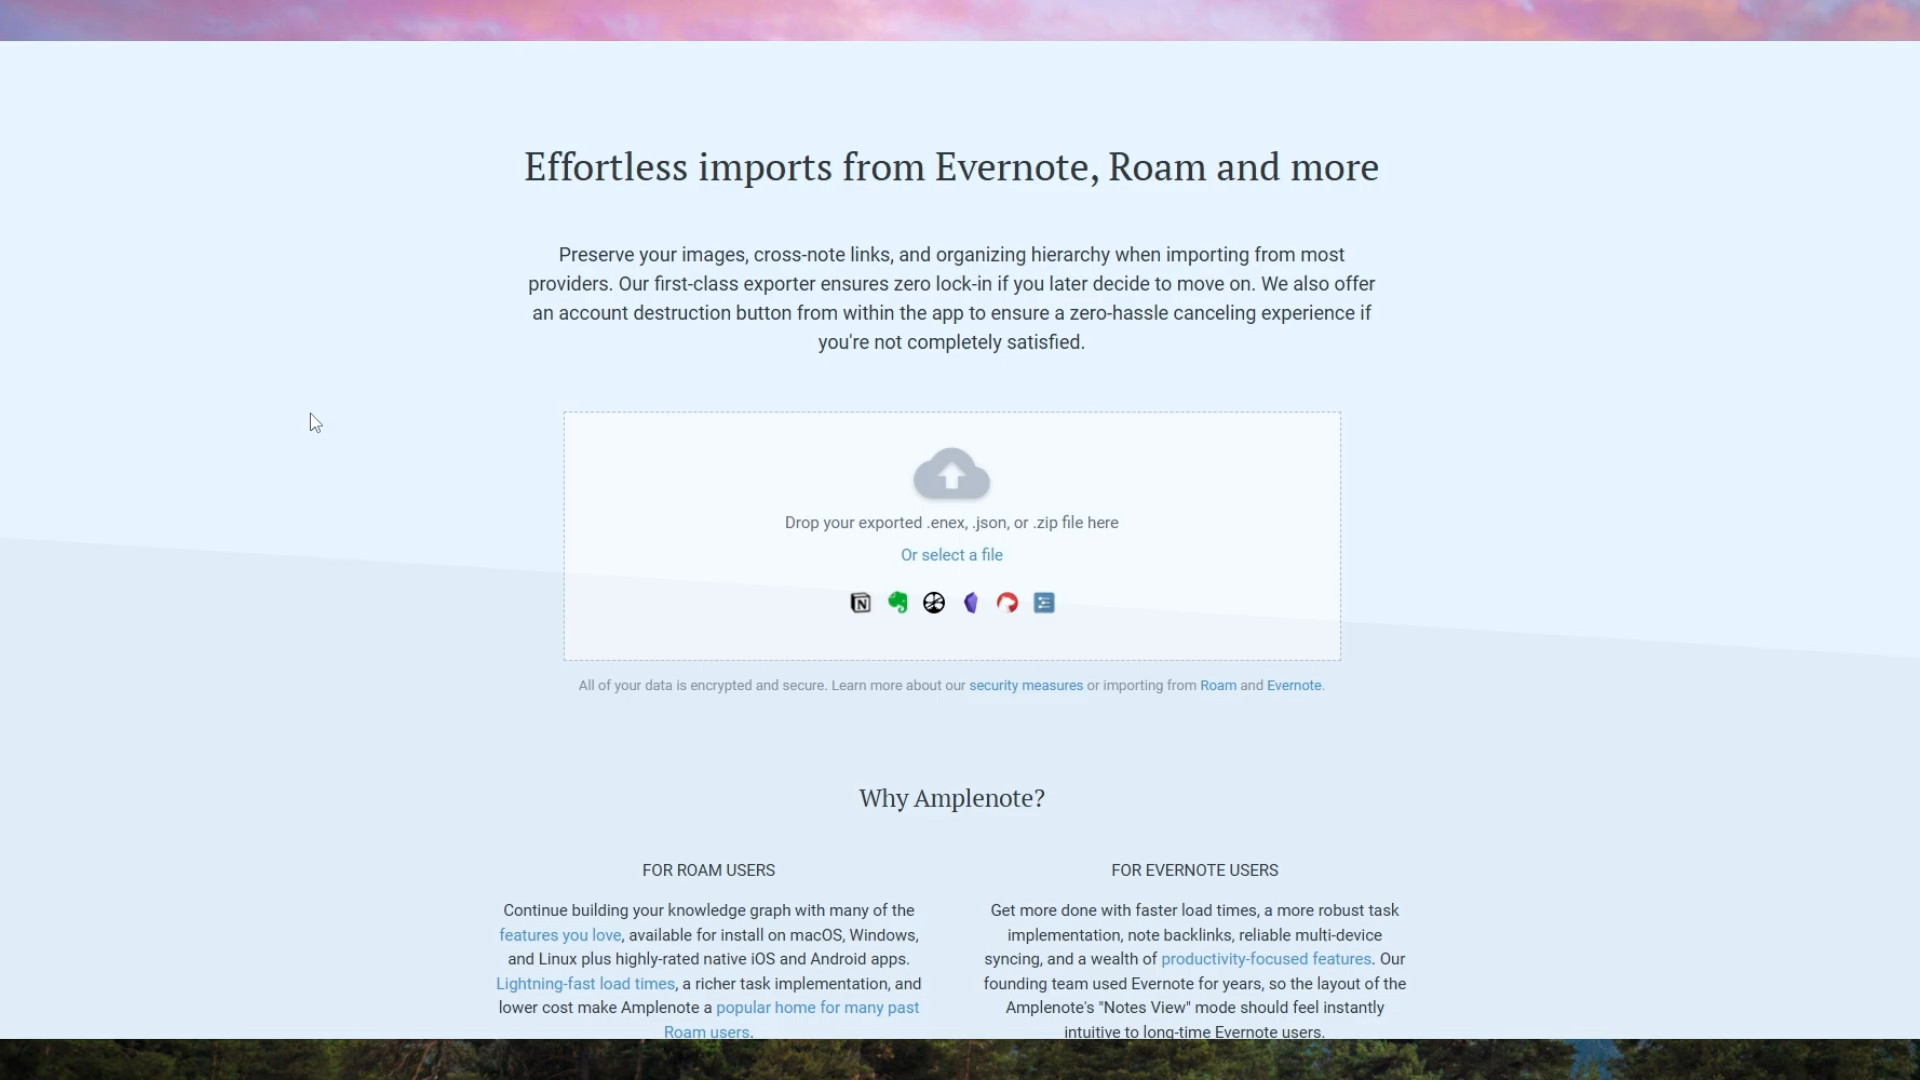 Effortless imports from Evernote, Roam and more
Preserve your images, cross-note links, and organizing hierarchy when importing from most
providers. Our first-class exporter ensures zero lock-in if you later decide to move on. We also offer
an account destruction button from within the app to ensure a zero-hassle canceling experience if
you're not completely satisfied.
Drop your exported .enex, .json, or .zip file here
Or select a file
All of your data is encrypted and secure. Learn more about our security measures or importing from Roam and Evernote.
Why Amplenote?
FOR ROAM USERS
Continue building your knowledge graph with many of the
features you love, available for install on macOS, Windows,
and Linux plus highly-rated native iOS and Android apps.
Lightning-fast load times, a richer task implementation, and
lower cost make Amplenote a popular home for many past
Roam users.
FOR EVERNOTE USERS
Get more done with faster load times, a more robust task
implementation, note backlinks, reliable multi-device
syncing, and a wealth of productivity-focused features. Our
founding team used Evernote for years, so the layout of the
Amplenote's "Notes View" mode should feel instantly
intuitive to long-time Evernote users.